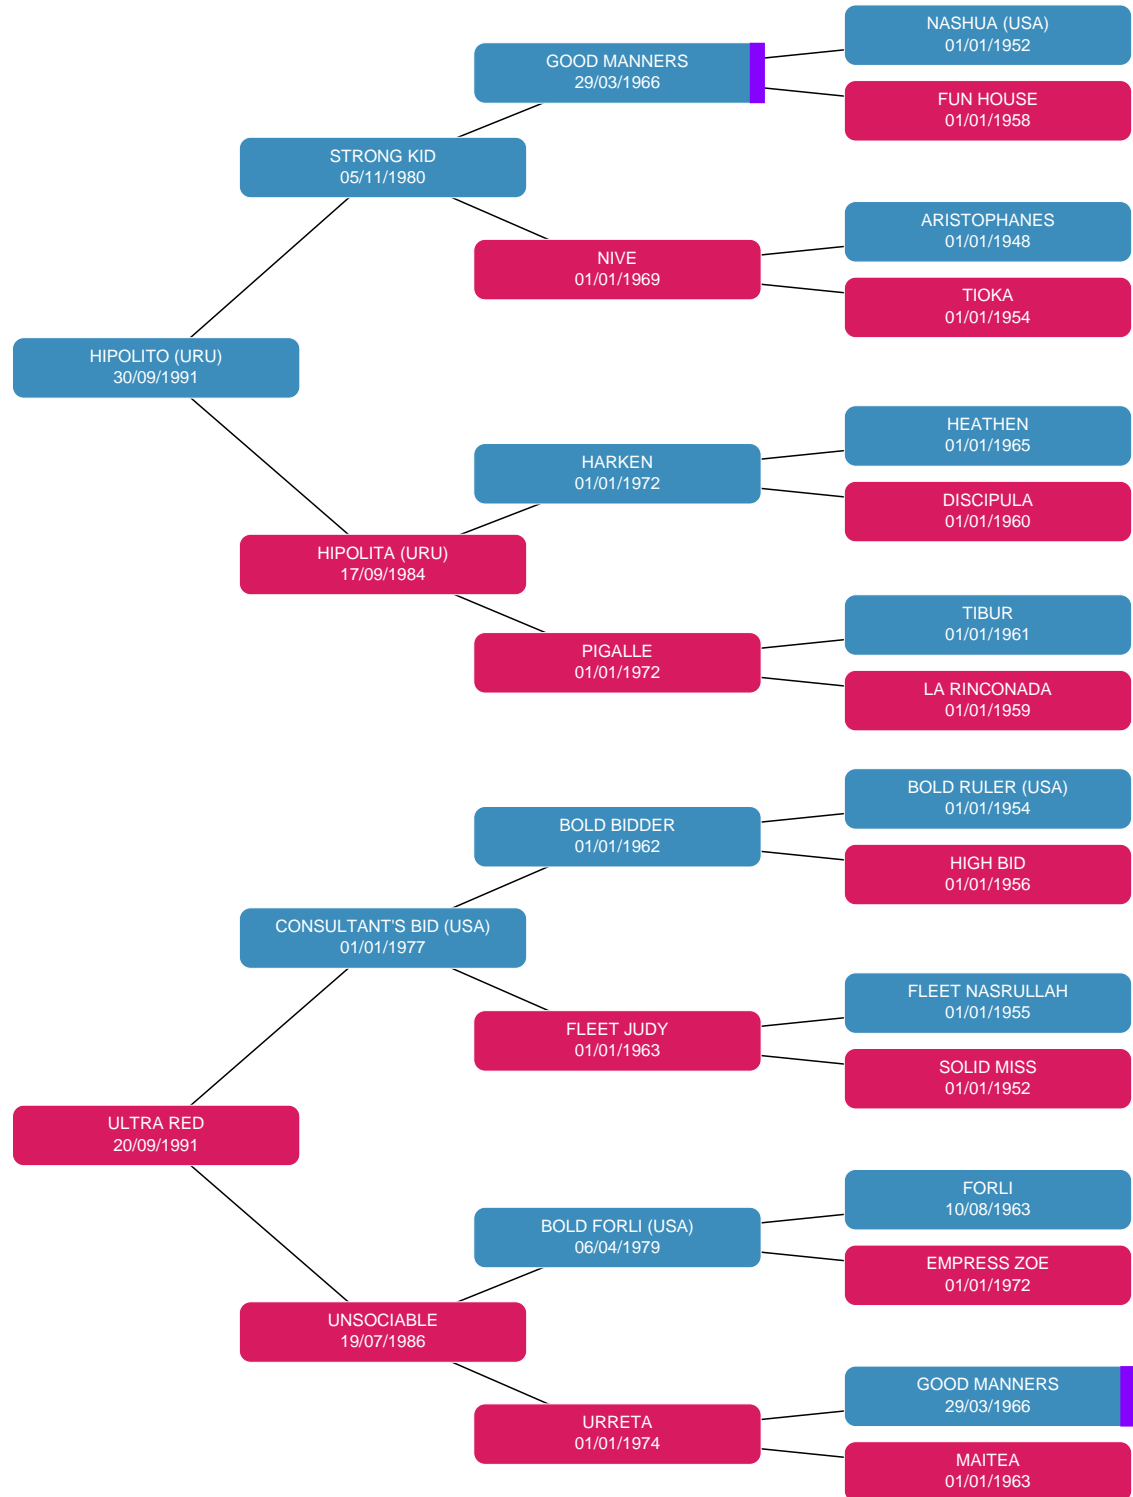 NASHUA (USA)
01/01/1952
GOOD MANNERS
29/03/1966
FUN HOUSE
01/01/1958
STRONG KID
05/11/1980
ARISTOPHANES
01/01/1948
NIVE
01/01/1969
TIOKA
01/01/1954
HIPOLITO (URU)
30/09/1991
HEATHEN
01/01/1965
HARKEN
01/01/1972
DISCIPULA
01/01/1960
HIPOLITA (URU)
17/09/1984
TIBUR
01/01/1961
PIGALLE
01/01/1972
LA RINCONADA
01/01/1959
BOLD RULER (USA)
01/01/1954
BOLD BIDDER
01/01/1962
HIGH BID
01/01/1956
CONSULTANT'S BID (USA)
01/01/1977
FLEET NASRULLAH
01/01/1955
FLEET JUDY
01/01/1963
SOLID MISS
01/01/1952
ULTRA RED
20/09/1991
FORLI
10/08/1963
BOLD FORLI (USA)
06/04/1979
EMPRESS ZOE
01/01/1972
UNSOCIABLE
19/07/1986
GOOD MANNERS
29/03/1966
URRETA
01/01/1974
MAITEA
01/01/1963